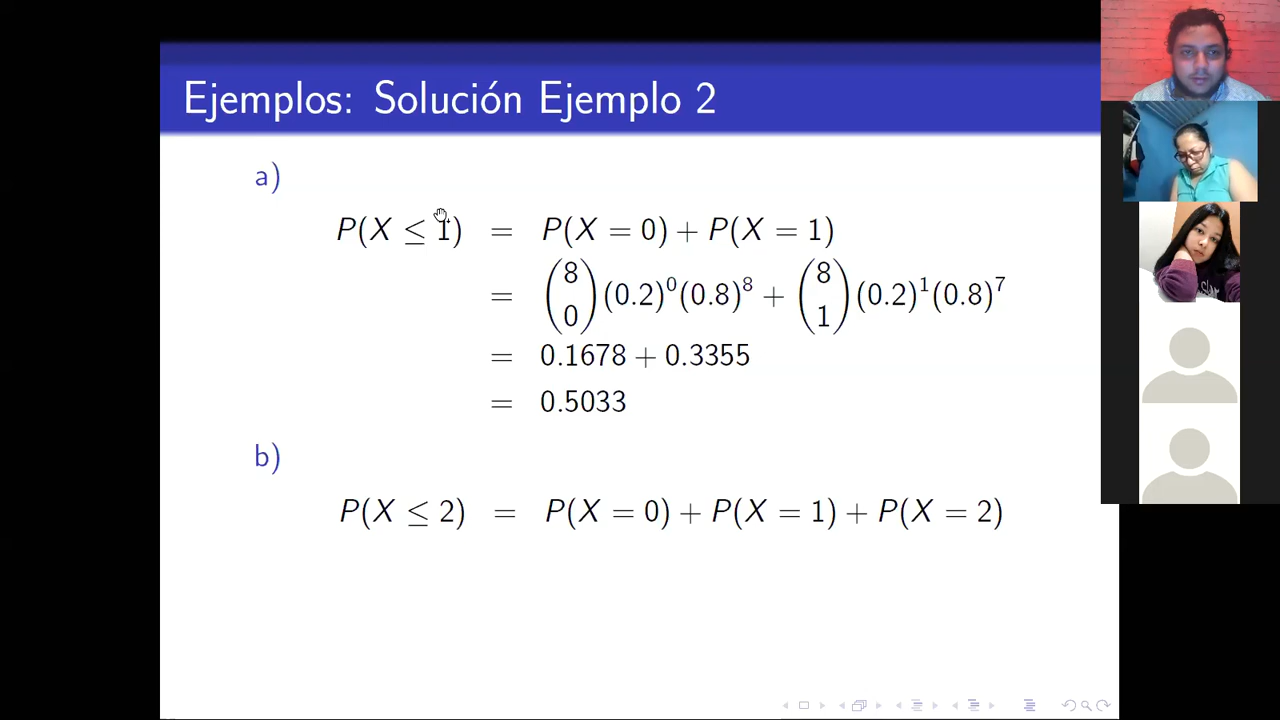 Ejemplos: Solución Ejemplo 2
a)
P(X ≤ 1) = P(X = 0) + P(X = 1)
= (8 0)(0.2)^0(0.8)^8 + (8 1)(0.2)^1(0.8)^7
= 0.1678 + 0.3355
= 0.5033
b)
P(X ≤ 2) = P(X = 0) + P(X = 1) + P(X = 2)